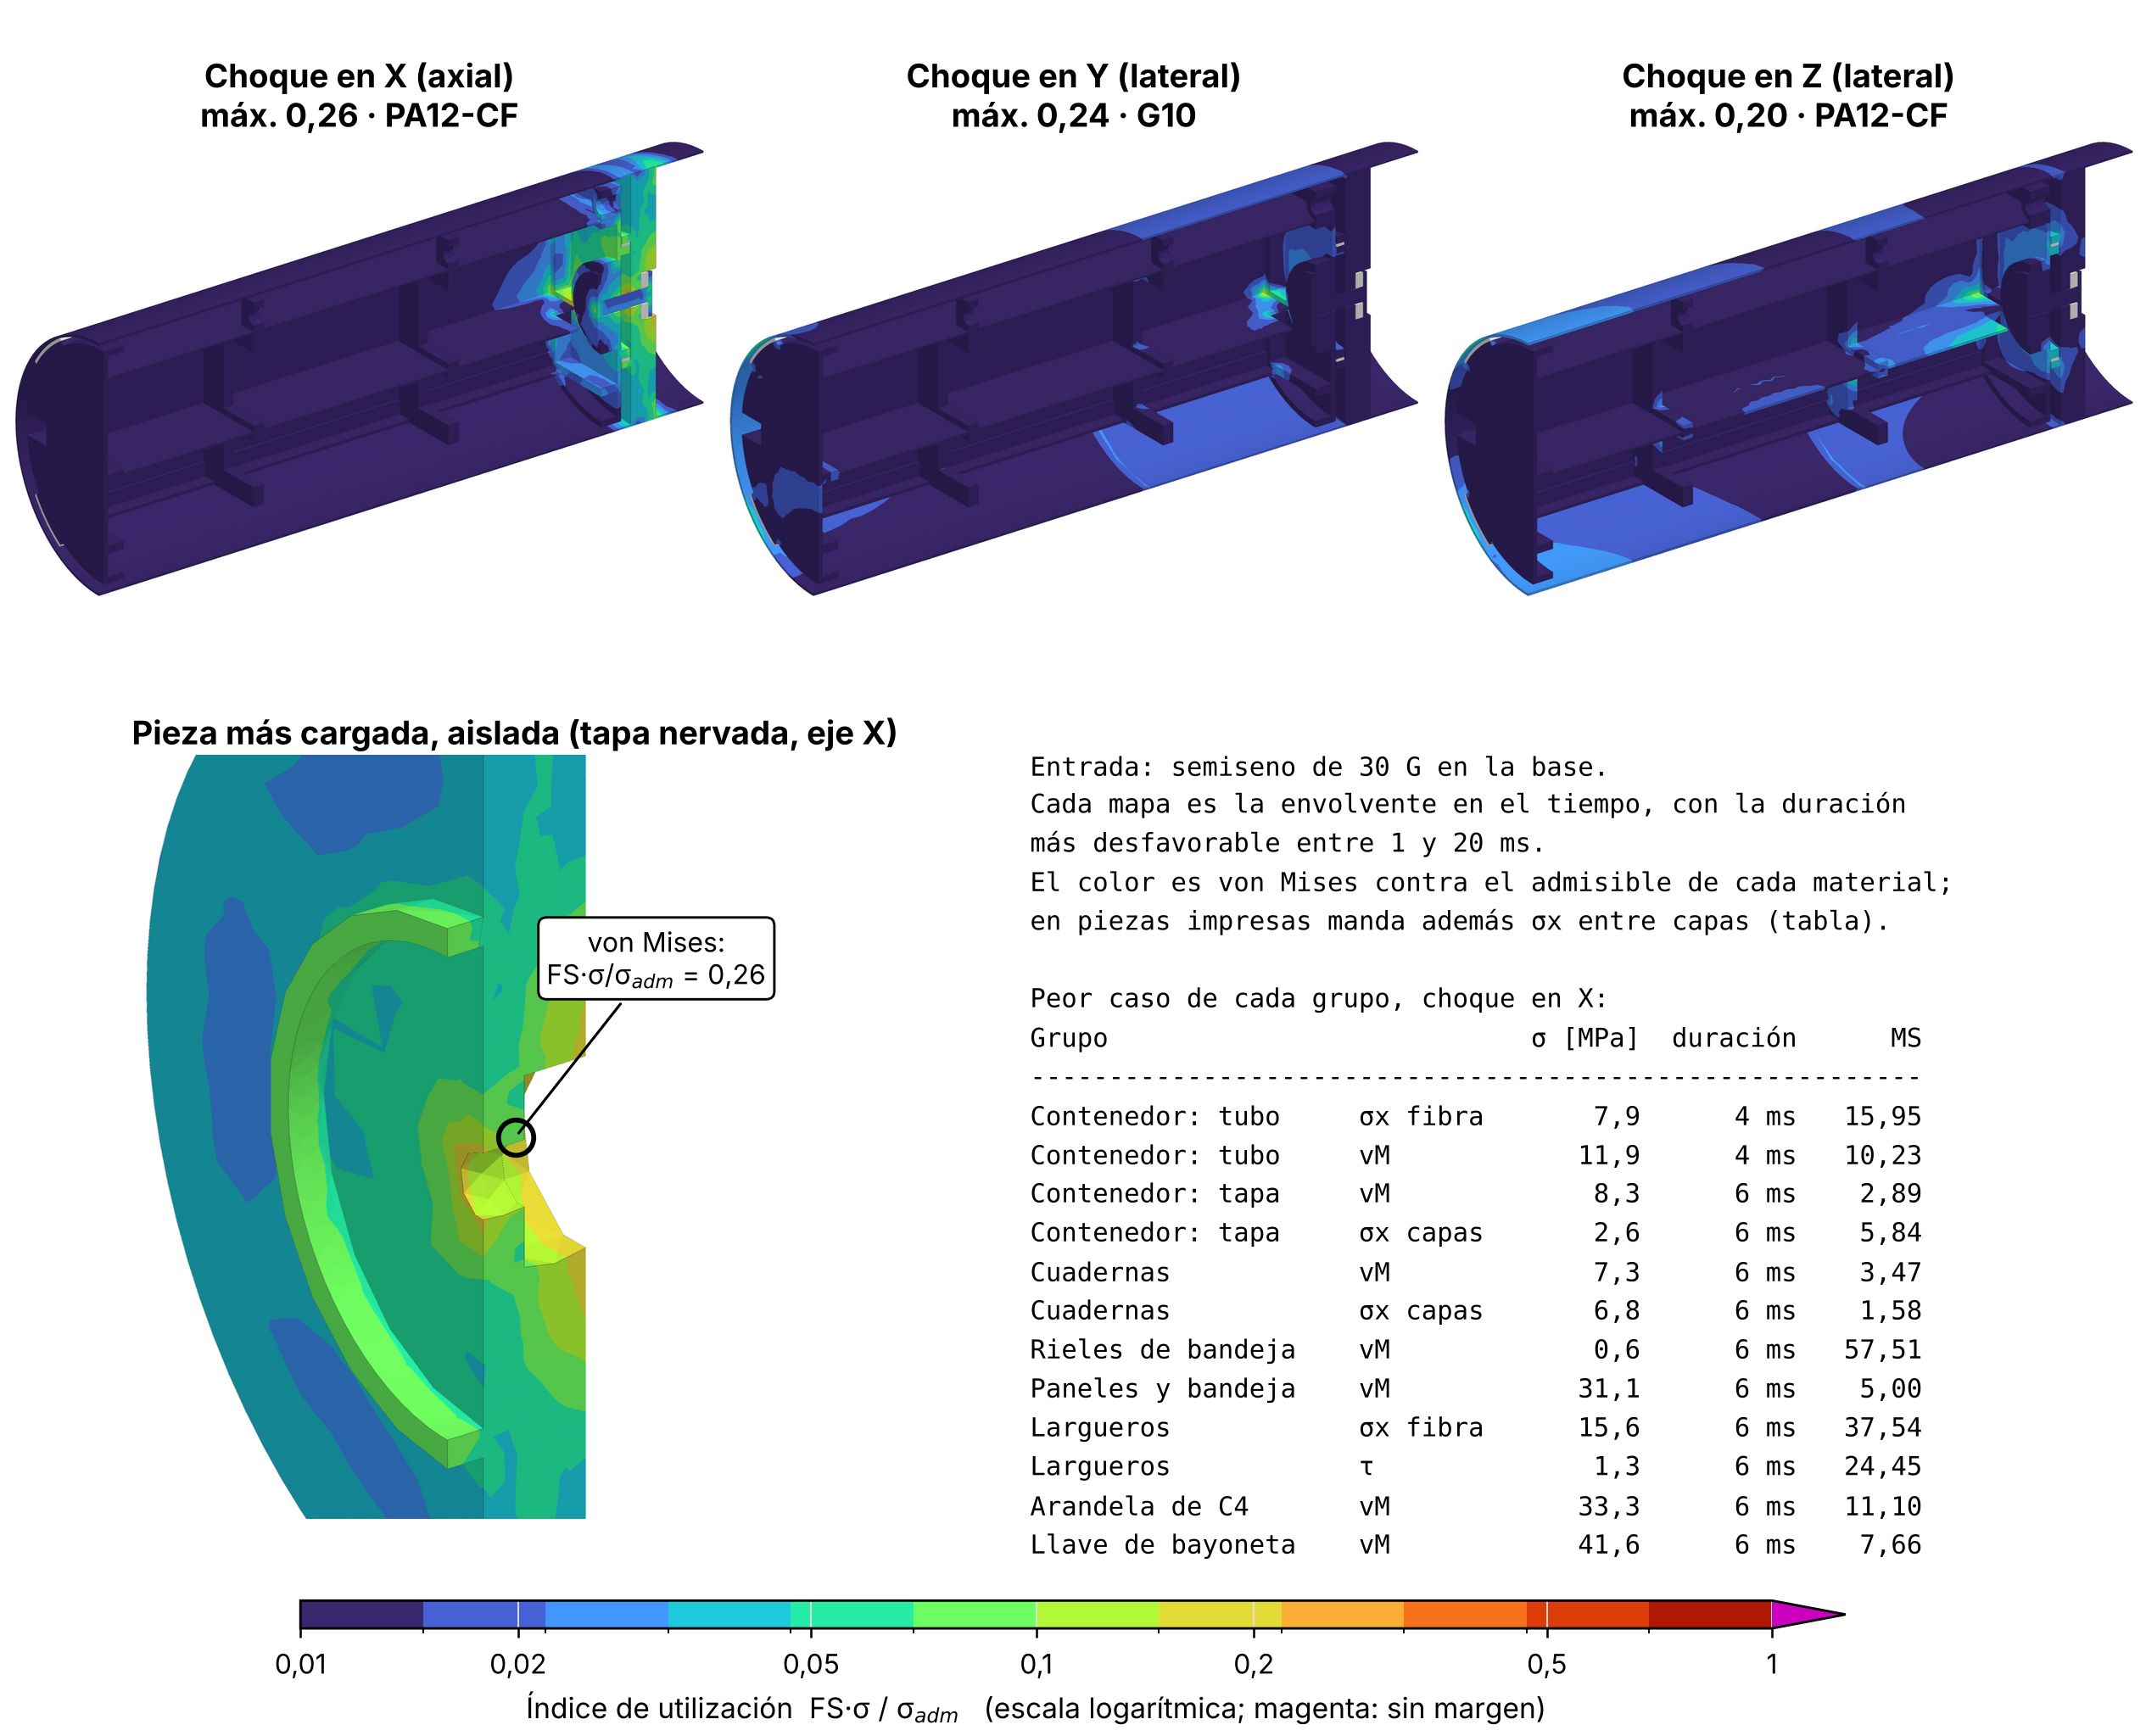 Choque en X (axial)
máx. 0,26 · PA12-CF
Choque en Y (lateral)
máx. 0,24 · G10
Choque en Z (lateral)
máx. 0,20 · PA12-CF
Pieza más cargada, aislada (tapa nervada, eje X)
von Mises:
FS·σ/σadm = 0,26
Entrada: semiseno de 30 G en la base.
Cada mapa es la envolvente en el tiempo, con la duración
más desfavorable entre 1 y 20 ms.
El color es von Mises contra el admisible de cada material;
en piezas impresas manda además σx entre capas (tabla).
Peor caso de cada grupo, choque en X:
Grupo σ [MPa] duración MS
---------------------------------------------------------
Contenedor: tubo σx fibra 7,9 4 ms 15,95
Contenedor: tubo vM 11,9 4 ms 10,23
Contenedor: tapa vM 8,3 6 ms 2,89
Contenedor: tapa σx capas 2,6 6 ms 5,84
Cuadernas vM 7,3 6 ms 3,47
Cuadernas σx capas 6,8 6 ms 1,58
Rieles de bandeja vM 0,6 6 ms 57,51
Paneles y bandeja vM 31,1 6 ms 5,00
Largueros σx fibra 15,6 6 ms 37,54
Largueros τ 1,3 6 ms 24,45
Arandela de C4 vM 33,3 6 ms 11,10
Llave de bayoneta vM 41,6 6 ms 7,66
0,01 0,02 0,05 0,1 0,2 0,5 1
Índice de utilización FS·σ / σadm (escala logarítmica; magenta: sin margen)